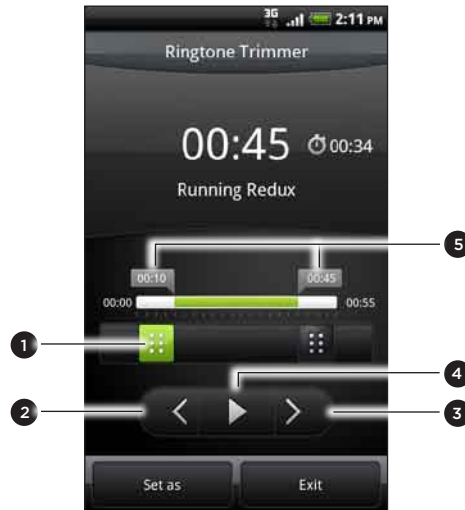 3G 2:11 PM
Ringtone Trimmer
00:45 00:34
Running Redux
5
00:10 00:45
00:00 00:55
1
4
2
3
Set as Exit